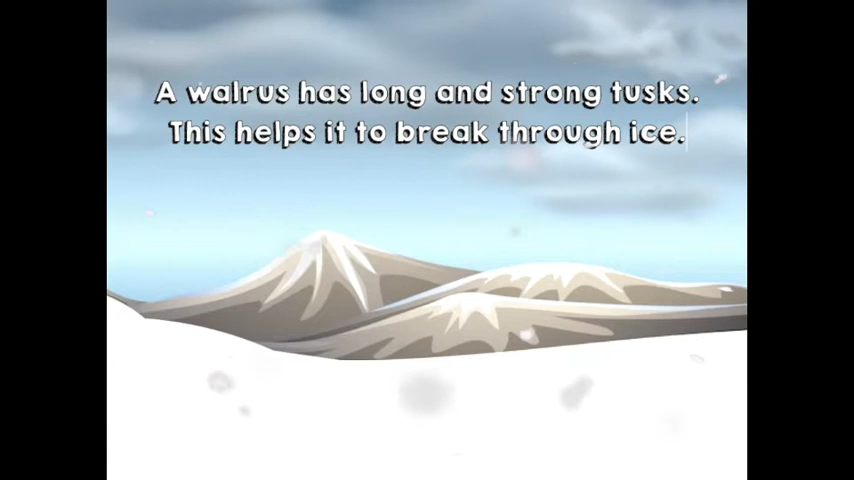 A walrus has long and strong tusks.
This helps it to break through ice.